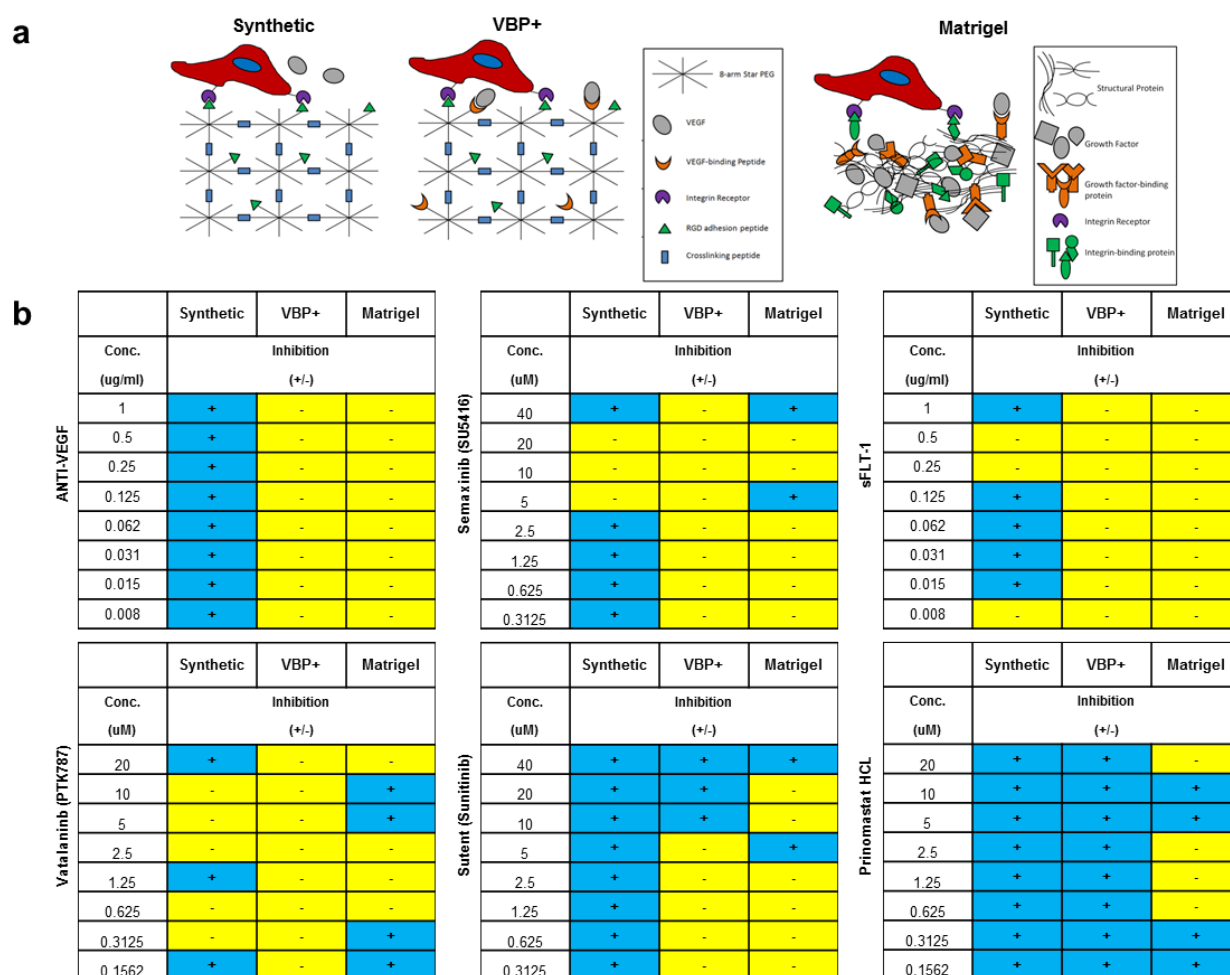 a
Synthetic
VBP+
Matrigel
8-arm Star PEG
VEGF
VEGF-binding Peptide
Integrin Receptor
RGD adhesion peptide
Crosslinking peptide
Structural Protein
Growth Factor
Growth factor-binding
protein
Integrin Receptor
Integrin-binding protein
b
ANTI-VEGF
Synthetic VBP+ Matrigel
Conc. Inhibition
(ug/ml) (+/-)
1 + - -
0.5 + - -
0.25 + - -
0.125 + - -
0.062 + - -
0.031 + - -
0.015 + - -
0.008 + - -
Semaxinib (SU5416)
Synthetic VBP+ Matrigel
Conc. Inhibition
(uM) (+/-)
40 + - +
20 - - -
10 - - -
5 - - +
2.5 + - -
1.25 + - -
0.625 + - -
0.3125 + - -
sFLT-1
Synthetic VBP+ Matrigel
Conc. Inhibition
(ug/ml) (+/-)
1 + - -
0.5 - - -
0.25 - - -
0.125 + - -
0.062 + - -
0.031 + - -
0.015 + - -
0.008 - - -
Vatalaninb (PTK787)
Synthetic VBP+ Matrigel
Conc. Inhibition
(uM) (+/-)
20 + - -
10 - - +
5 - - +
2.5 - - -
1.25 + - -
0.625 - - -
0.3125 - - +
0.1562 + - +
Sutent (Sunitinib)
Synthetic VBP+ Matrigel
Conc. Inhibition
(uM) (+/-)
40 + + +
20 + + -
10 + + -
5 + - +
2.5 + - -
1.25 + - -
0.625 + - -
0.3125 + - -
Prinomastat HCL
Synthetic VBP+ Matrigel
Conc. Inhibition
(uM) (+/-)
20 + + -
10 + + +
5 + + +
2.5 + + -
1.25 + + -
0.625 + + -
0.3125 + + +
0.1562 + + +